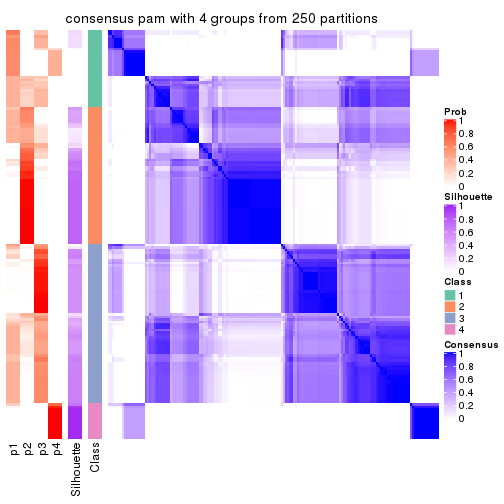 consensus pam with 4 groups from 250 partitions
Prob
1
0.8
0.6
0.4
0.2
0
Silhouette
1
0.8
0.6
0.4
0.2
0
Class
1
2
3
4
Consensus
1
0.8
0.6
0.4
0.2
0
p1
p2
p3
p4
Silhouette
Class